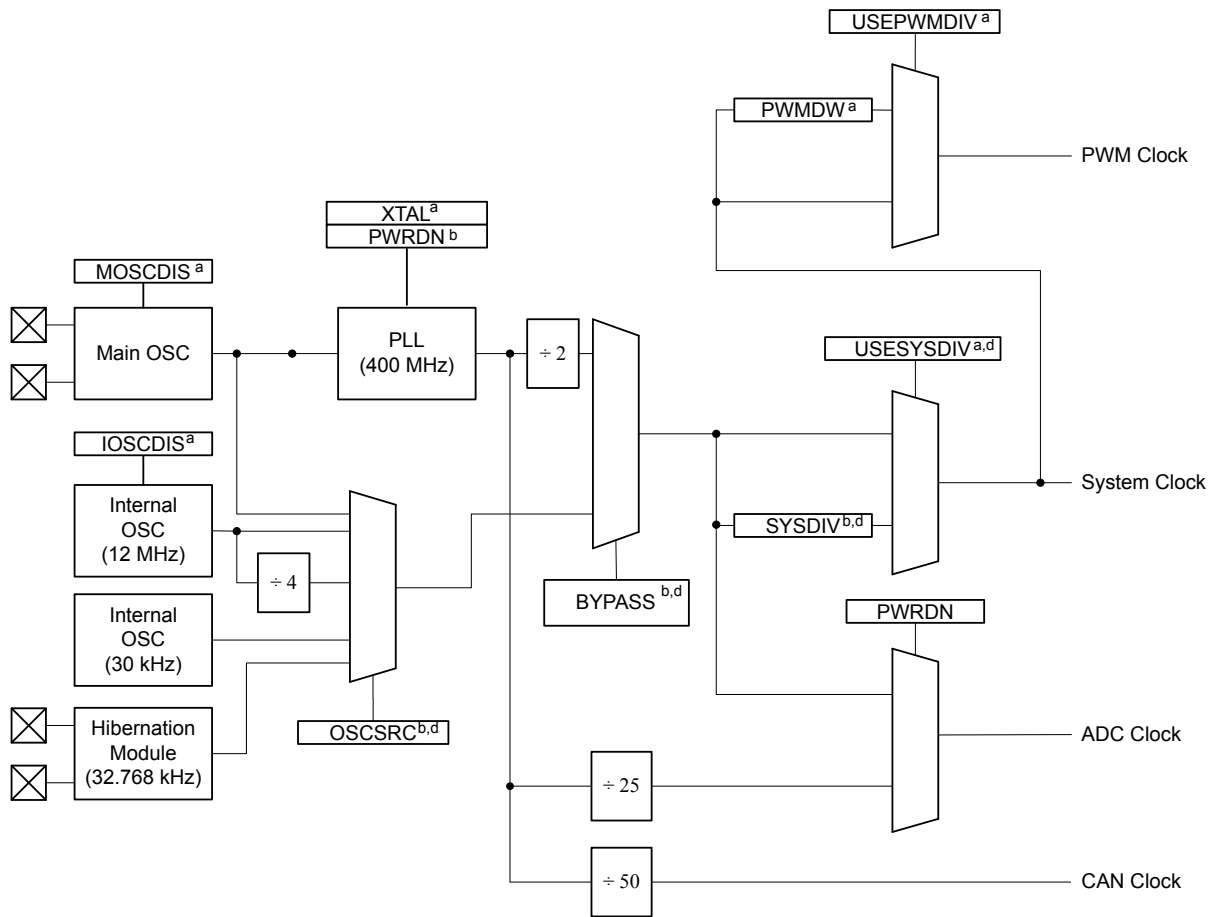 USEPWMDIV a
PWMDW a
PWM Clock
XTAL a
PWRDN b
MOSCDIS a
Main OSC
PLL
(400 MHz)
÷ 2
USESYSDIV a,d
IOSCDIS a
Internal
OSC
(12 MHz)
÷ 4
System Clock
SYSDIV b,d
BYPASS b,d
Internal
OSC
(30 kHz)
PWRDN
OSCSRC b,d
Hibernation
Module
(32.768 kHz)
ADC Clock
÷ 25
÷ 50
CAN Clock